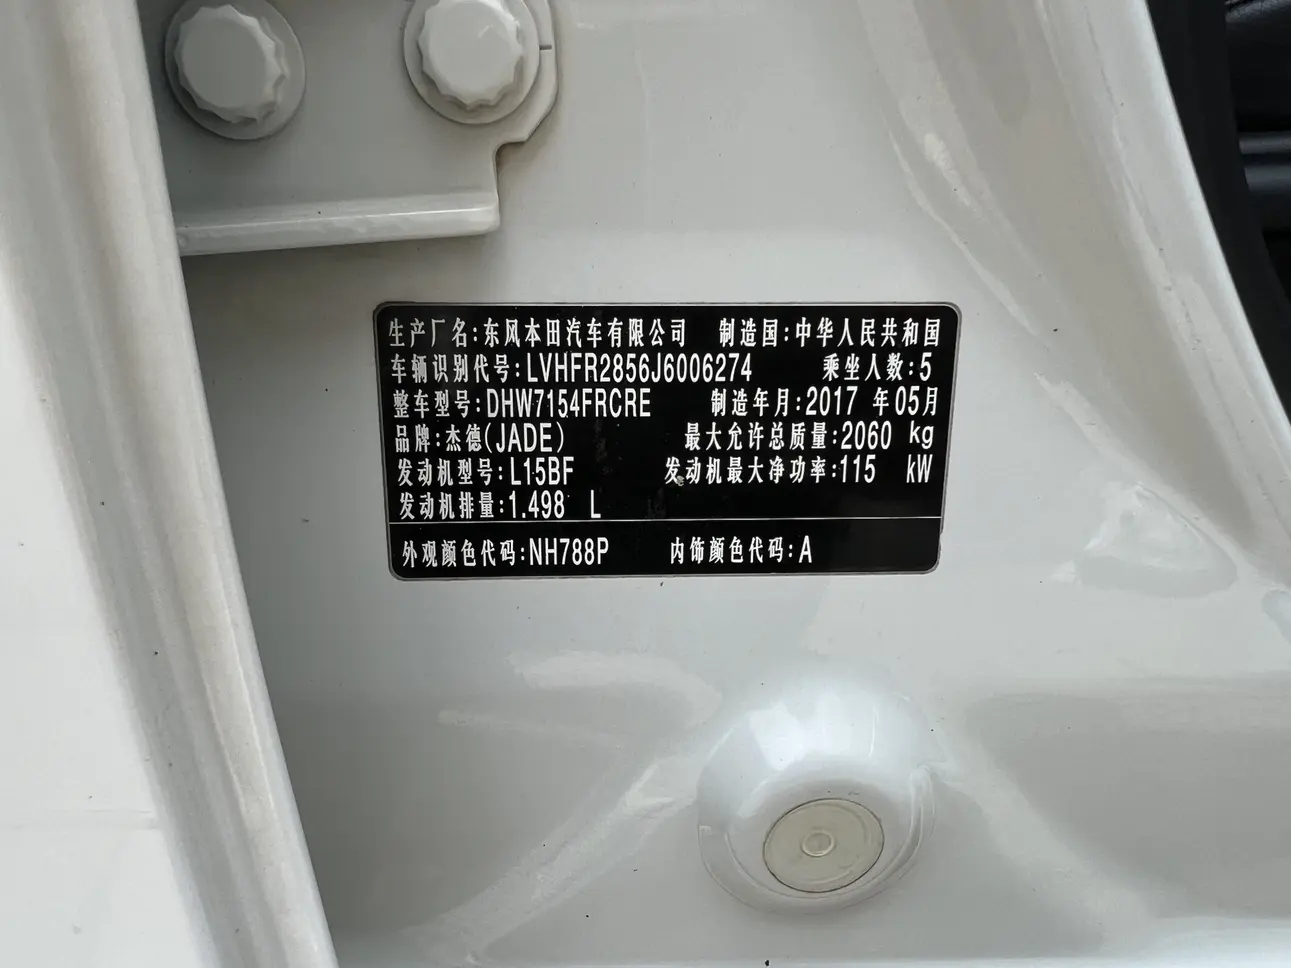 生产厂名:东风本田汽车有限公司 制造国:中华人民共和国
车辆识别代号:LVHFR2856J6006274 乘坐人数:5
整车型号:DHW7154FRCRE 制造年月:2017 年05月
品牌:杰德(JADE) 最大允许总质量:2060 kg
发动机型号:L15BF 发动机最大净功率:115 kW
发动机排量:1.498 L
外观颜色代码:NH788P 内饰颜色代码:A